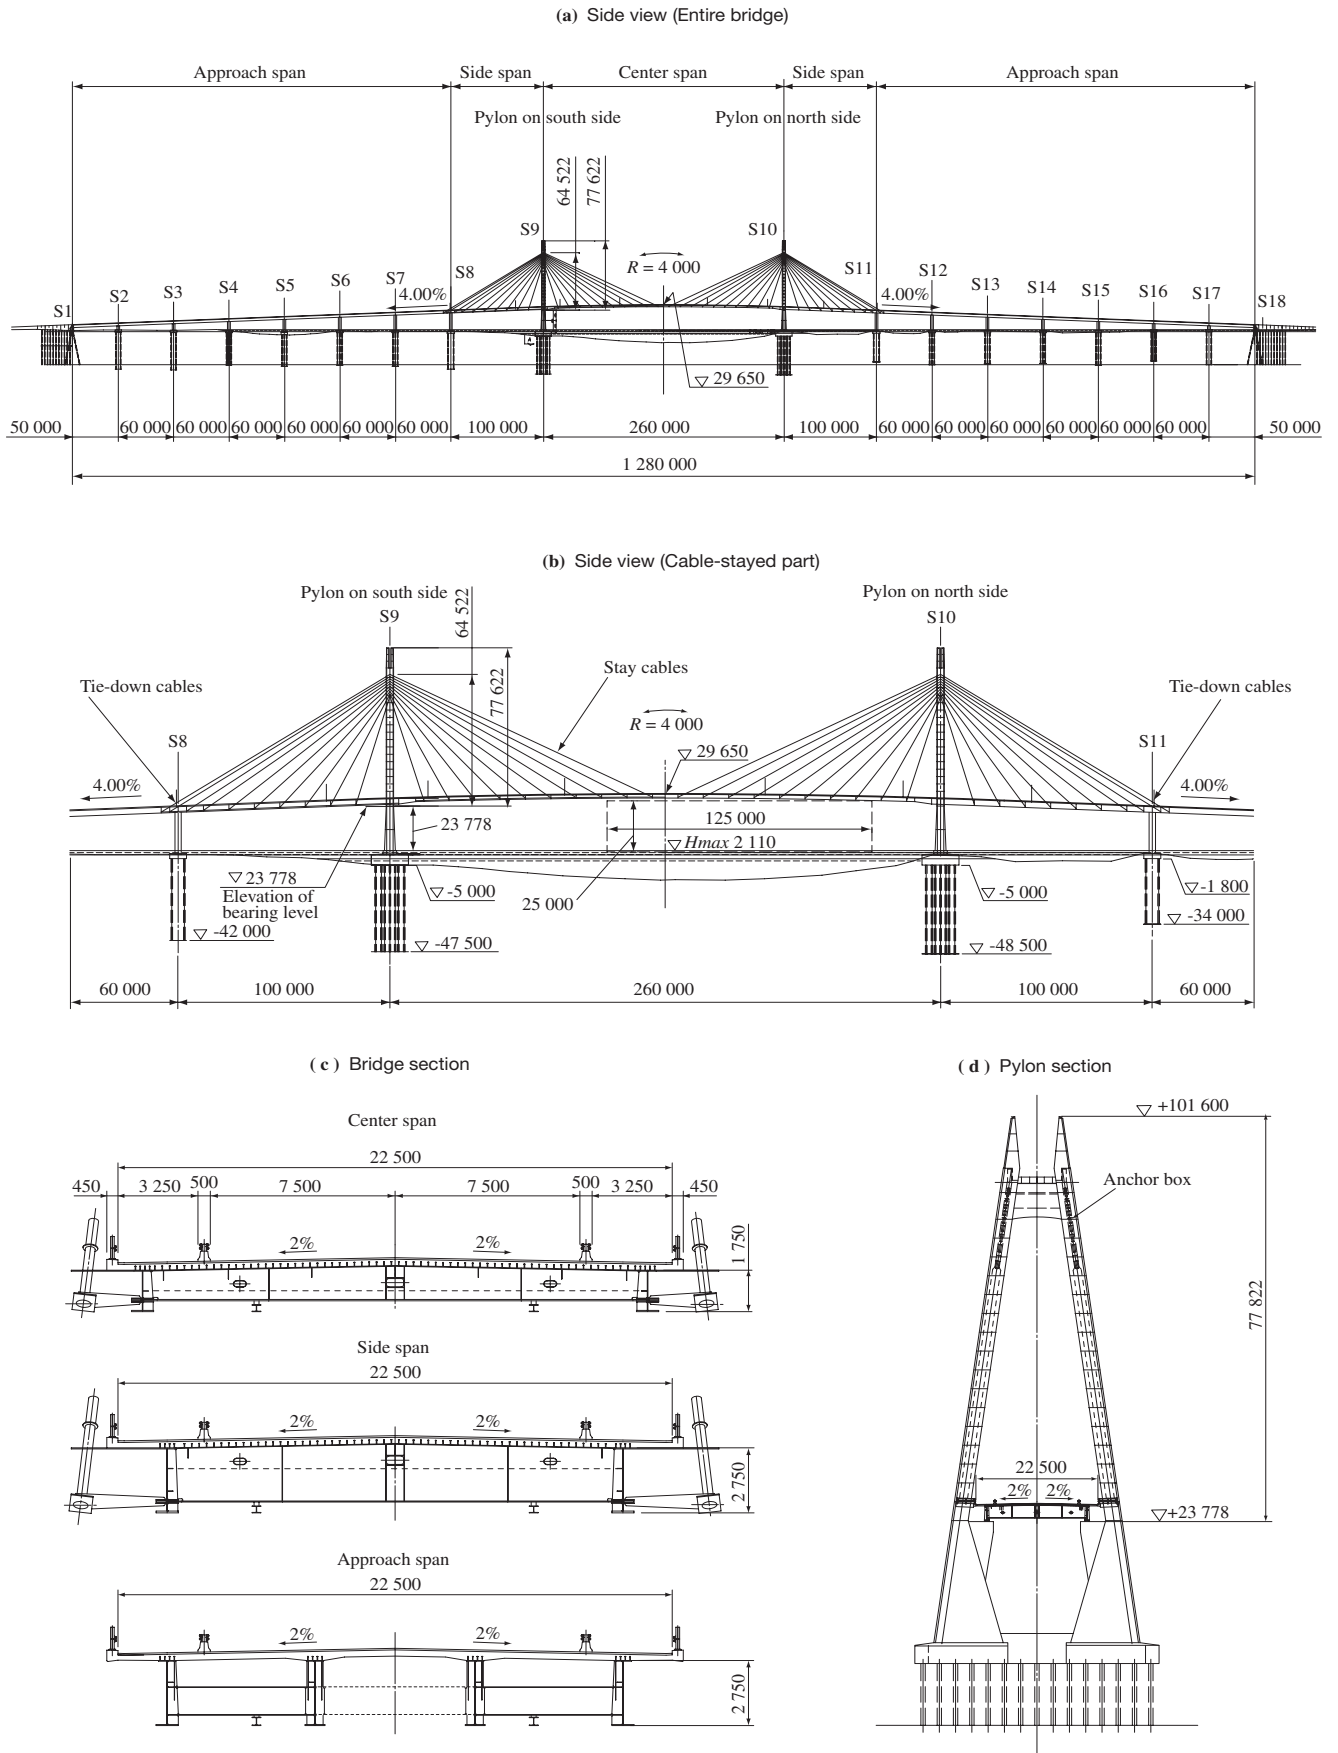 (a) Side view (Entire bridge)
Approach span Side span Center span Side span Approach span
Pylon on south side Pylon on north side
64 522
77 622
S9 S10
R = 4 000
S1 S2 S3 S4 S5 S6 S7 S8 S11 S12 S13 S14 S15 S16 S17 S18
4.00% 4.00%
29 650
50 000 60 000 60 000 60 000 60 000 60 000 60 000 100 000 260 000 100 000 60 000 60 000 60 000 60 000 60 000 60 000 50 000
1 280 000
(b) Side view (Cable-stayed part)
Pylon on south side Pylon on north side
S9 S10
64 522
77 622
Stay cables
Tie-down cables Tie-down cables
R = 4 000
S8 S11
29 650
4.00% 4.00%
23 778 125 000
Hmax 2 110
23 778
Elevation of
bearing level
-5 000 25 000 -5 000 -1 800
-42 000 -34 000
-47 500 -48 500
60 000 100 000 260 000 100 000 60 000
(c) Bridge section
Center span
22 500
450 3 250 500 7 500 7 500 500 3 250 450
2% 2%
1 750
Side span
22 500
2% 2%
2 750
Approach span
22 500
2% 2%
2 750
(d) Pylon section
+101 600
Anchor box
77 822
22 500
2% 2%
+23 778